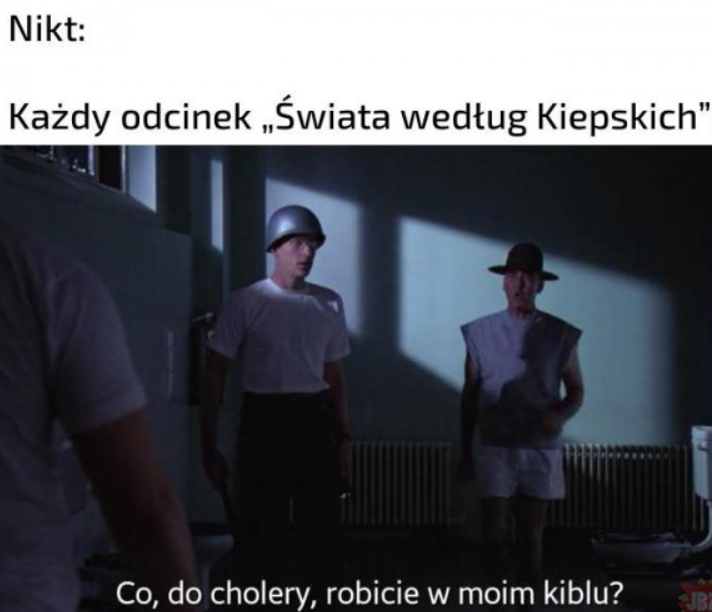 Nikt:
Każdy odcinek „Świata według Kiepskich”
Co, do cholery, robicie w moim kiblu?